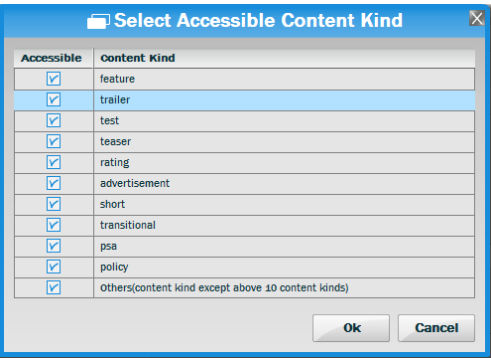 Select Accessible Content Kind
Accessible Content Kind
feature
trailer
test
teaser
rating
advertisement
short
transitional
psa
policy
Others(content kind except above 10 content kinds)
Ok Cancel